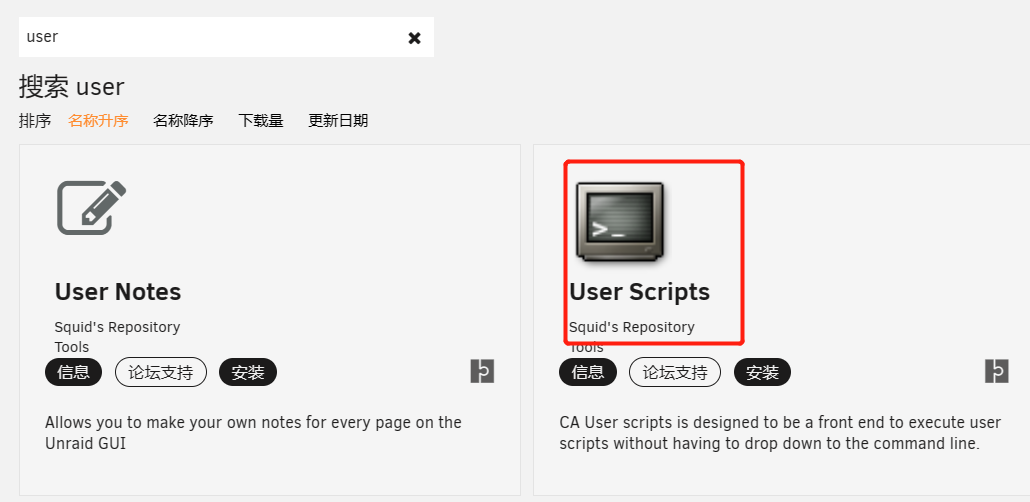 user
搜索 user
排序 名称升序 名称降序 下载量 更新日期
User Notes
Squid's Repository
Tools
信息 论坛支持 安装
Allows you to make your own notes for every page on the
Unraid GUI
>_
User Scripts
Squid's Repository
Tools
信息 论坛支持 安装
CA User scripts is designed to be a front end to execute user
scripts without having to drop down to the command line.